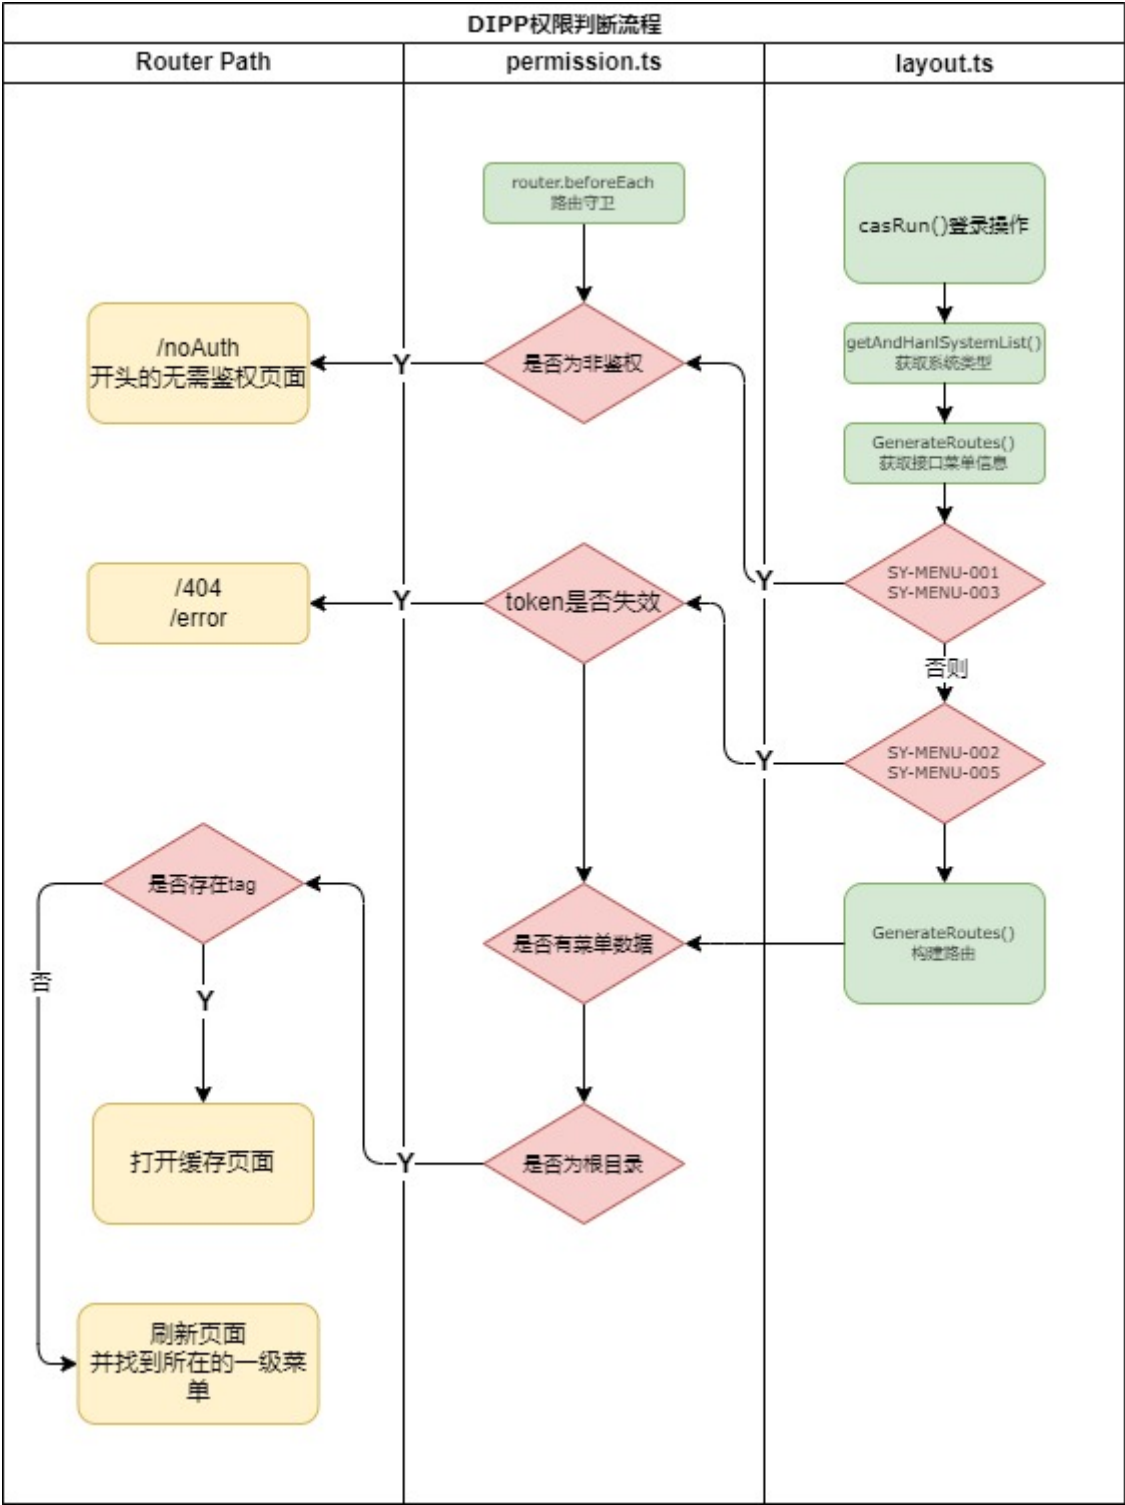 DIPP权限判断流程
Router Path
permission.ts
layout.ts
router.beforeEach
路由守卫
casRun()登录操作
getAndHanlSystemList()
获取系统类型
/noAuth
开头的无需鉴权页面
Y
是否为非鉴权
GenerateRoutes()
获取接口菜单信息
SY-MENU-001
SY-MENU-003
Y
/404
/error
Y
token是否失效
否则
SY-MENU-002
SY-MENU-005
Y
是否存在tag
是否有菜单数据
GenerateRoutes()
构建路由
否
Y
打开缓存页面
Y
是否为根目录
刷新页面
并找到所在的一级菜
单